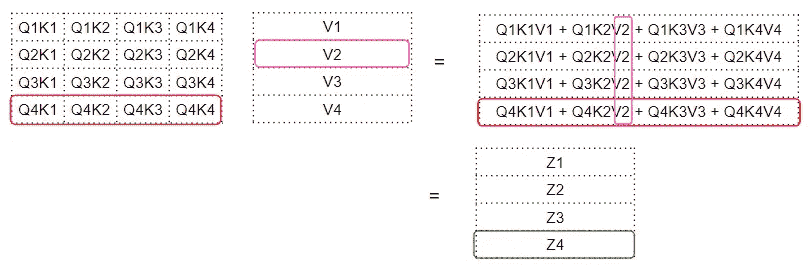 Q1K1 Q1K2 Q1K3 Q1K4
Q2K1 Q2K2 Q2K3 Q2K4
Q3K1 Q3K2 Q3K3 Q3K4
Q4K1 Q4K2 Q4K3 Q4K4
V1
V2
V3
V4
=
Q1K1V1 + Q1K2V2 + Q1K3V3 + Q1K4V4
Q2K1V1 + Q2K2V2 + Q2K3V3 + Q2K4V4
Q3K1V1 + Q3K2V2 + Q3K3V3 + Q3K4V4
Q4K1V1 + Q4K2V2 + Q4K3V3 + Q4K4V4
=
Z1
Z2
Z3
Z4